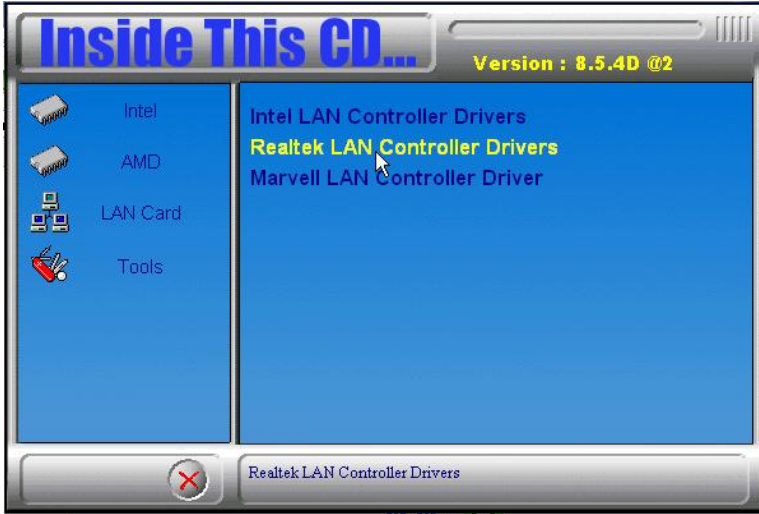 Inside This CD...
Version : 8.5.4D @2
Intel
AMD
LAN Card
Tools
Intel LAN Controller Drivers
Realtek LAN Controller Drivers
Marvell LAN Controller Driver
Realtek LAN Controller Drivers